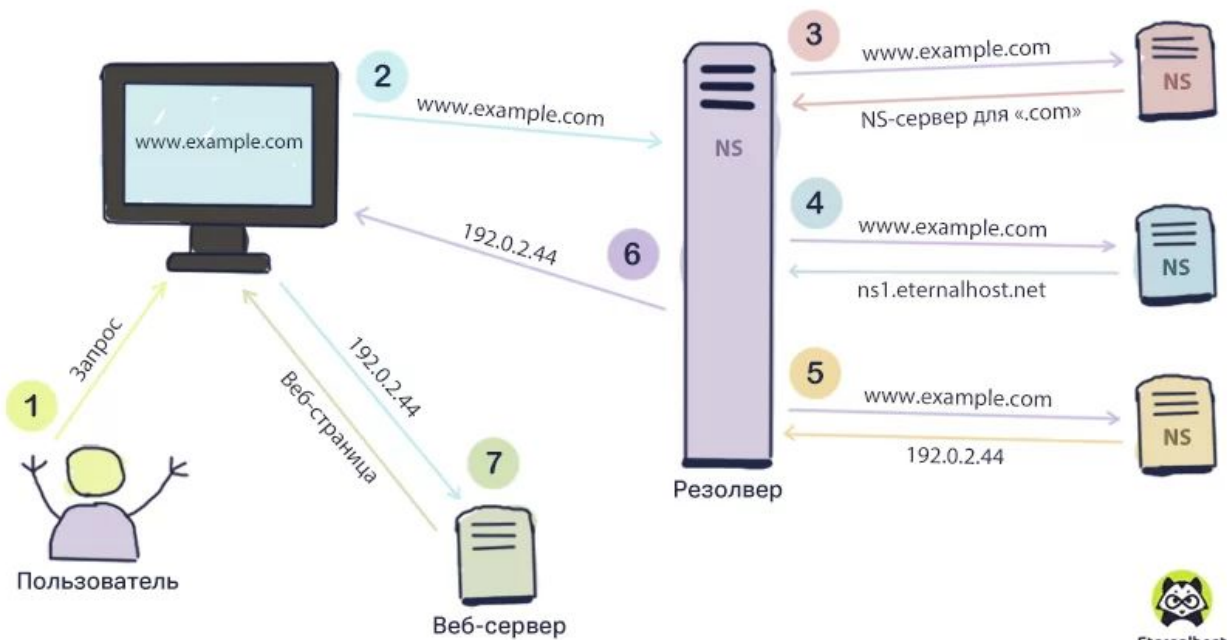 2
3
www.example.com
www.example.com
www.example.com
NS
NS-сервер для «.com»
NS
4
www.example.com
6
192.0.2.44
NS
ns1.eternalhost.net
Запрос
192.0.2.44
5
www.example.com
1
Веб-страница
NS
192.0.2.44
7
Резолвер
Пользователь
Веб-сервер
Eternalhost